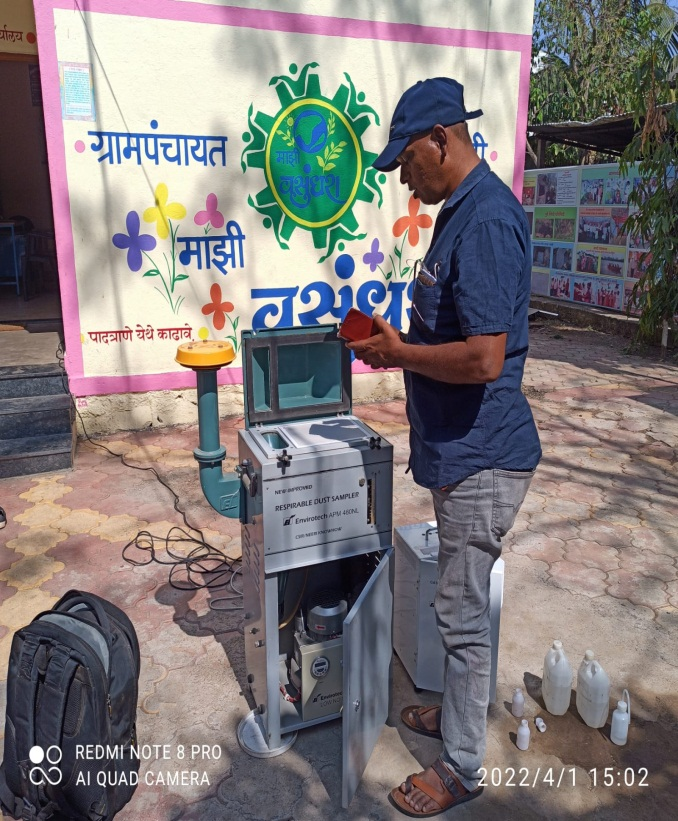 ग्रामपंचायत
माझी
वसुंधरा
माझी
वसुंधरा
पादत्राणे येथे काढावे
NEW IMPROVED
RESPIRABLE DUST SAMPLER
Envirotech APM 460NL
Envirotech
REDMI NOTE 8 PRO
AI QUAD CAMERA
2022/4/1 15:02